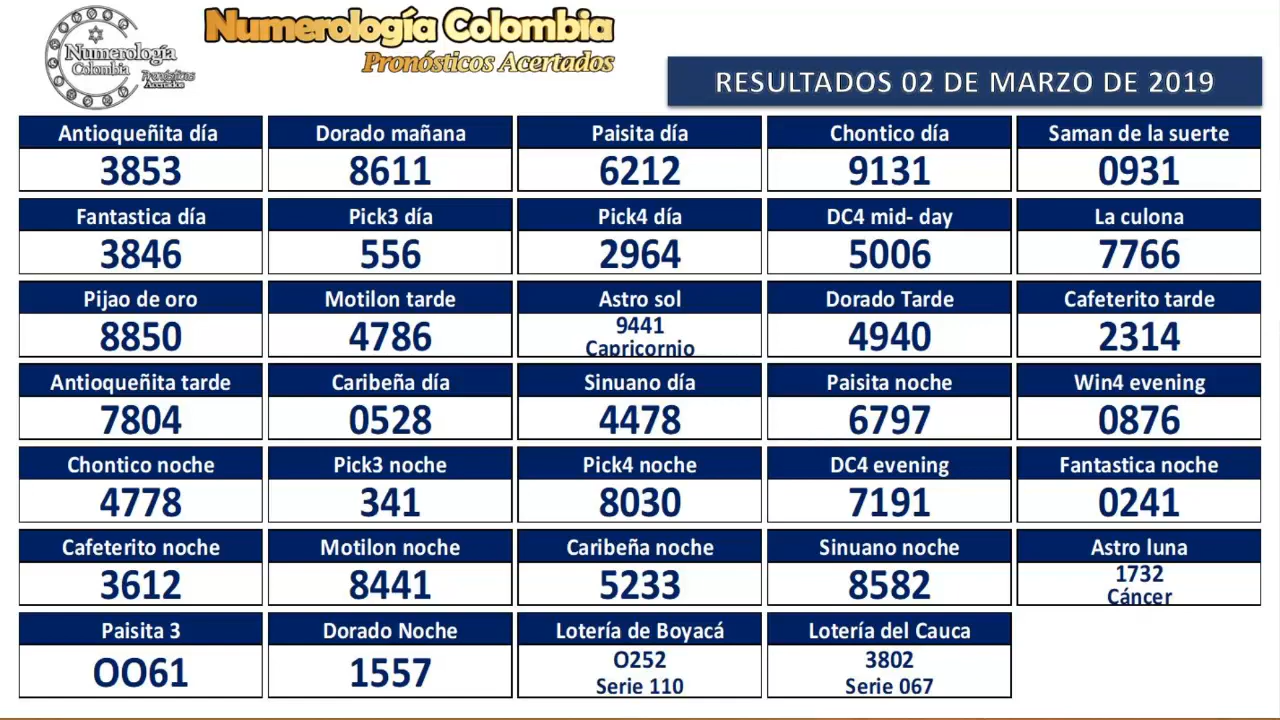 Numerología
Colombia
Pronósticos
Acertados
Numerología Colombia
Pronósticos Acertados
RESULTADOS 02 DE MARZO DE 2019
Antioqueñita día Dorado mañana Paisita día Chontico día Saman de la suerte
3853 8611 6212 9131 0931
Fantastica día Pick3 día Pick4 día DC4 mid- day La culona
3846 556 2964 5006 7766
Pijao de oro Motilon tarde Astro sol Dorado Tarde Cafeterito tarde
8850 4786 9441 4940 2314
Capricornio
Antioqueñita tarde Caribeña día Sinuano día Paisita noche Win4 evening
7804 0528 4478 6797 0876
Chontico noche Pick3 noche Pick4 noche DC4 evening Fantastica noche
4778 341 8030 7191 0241
Cafeterito noche Motilon noche Caribeña noche Sinuano noche Astro luna
3612 8441 5233 8582 1732
Cáncer
Paisita 3 Dorado Noche Lotería de Boyacá Lotería del Cauca
OO61 1557 O252 3802
Serie 110 Serie 067